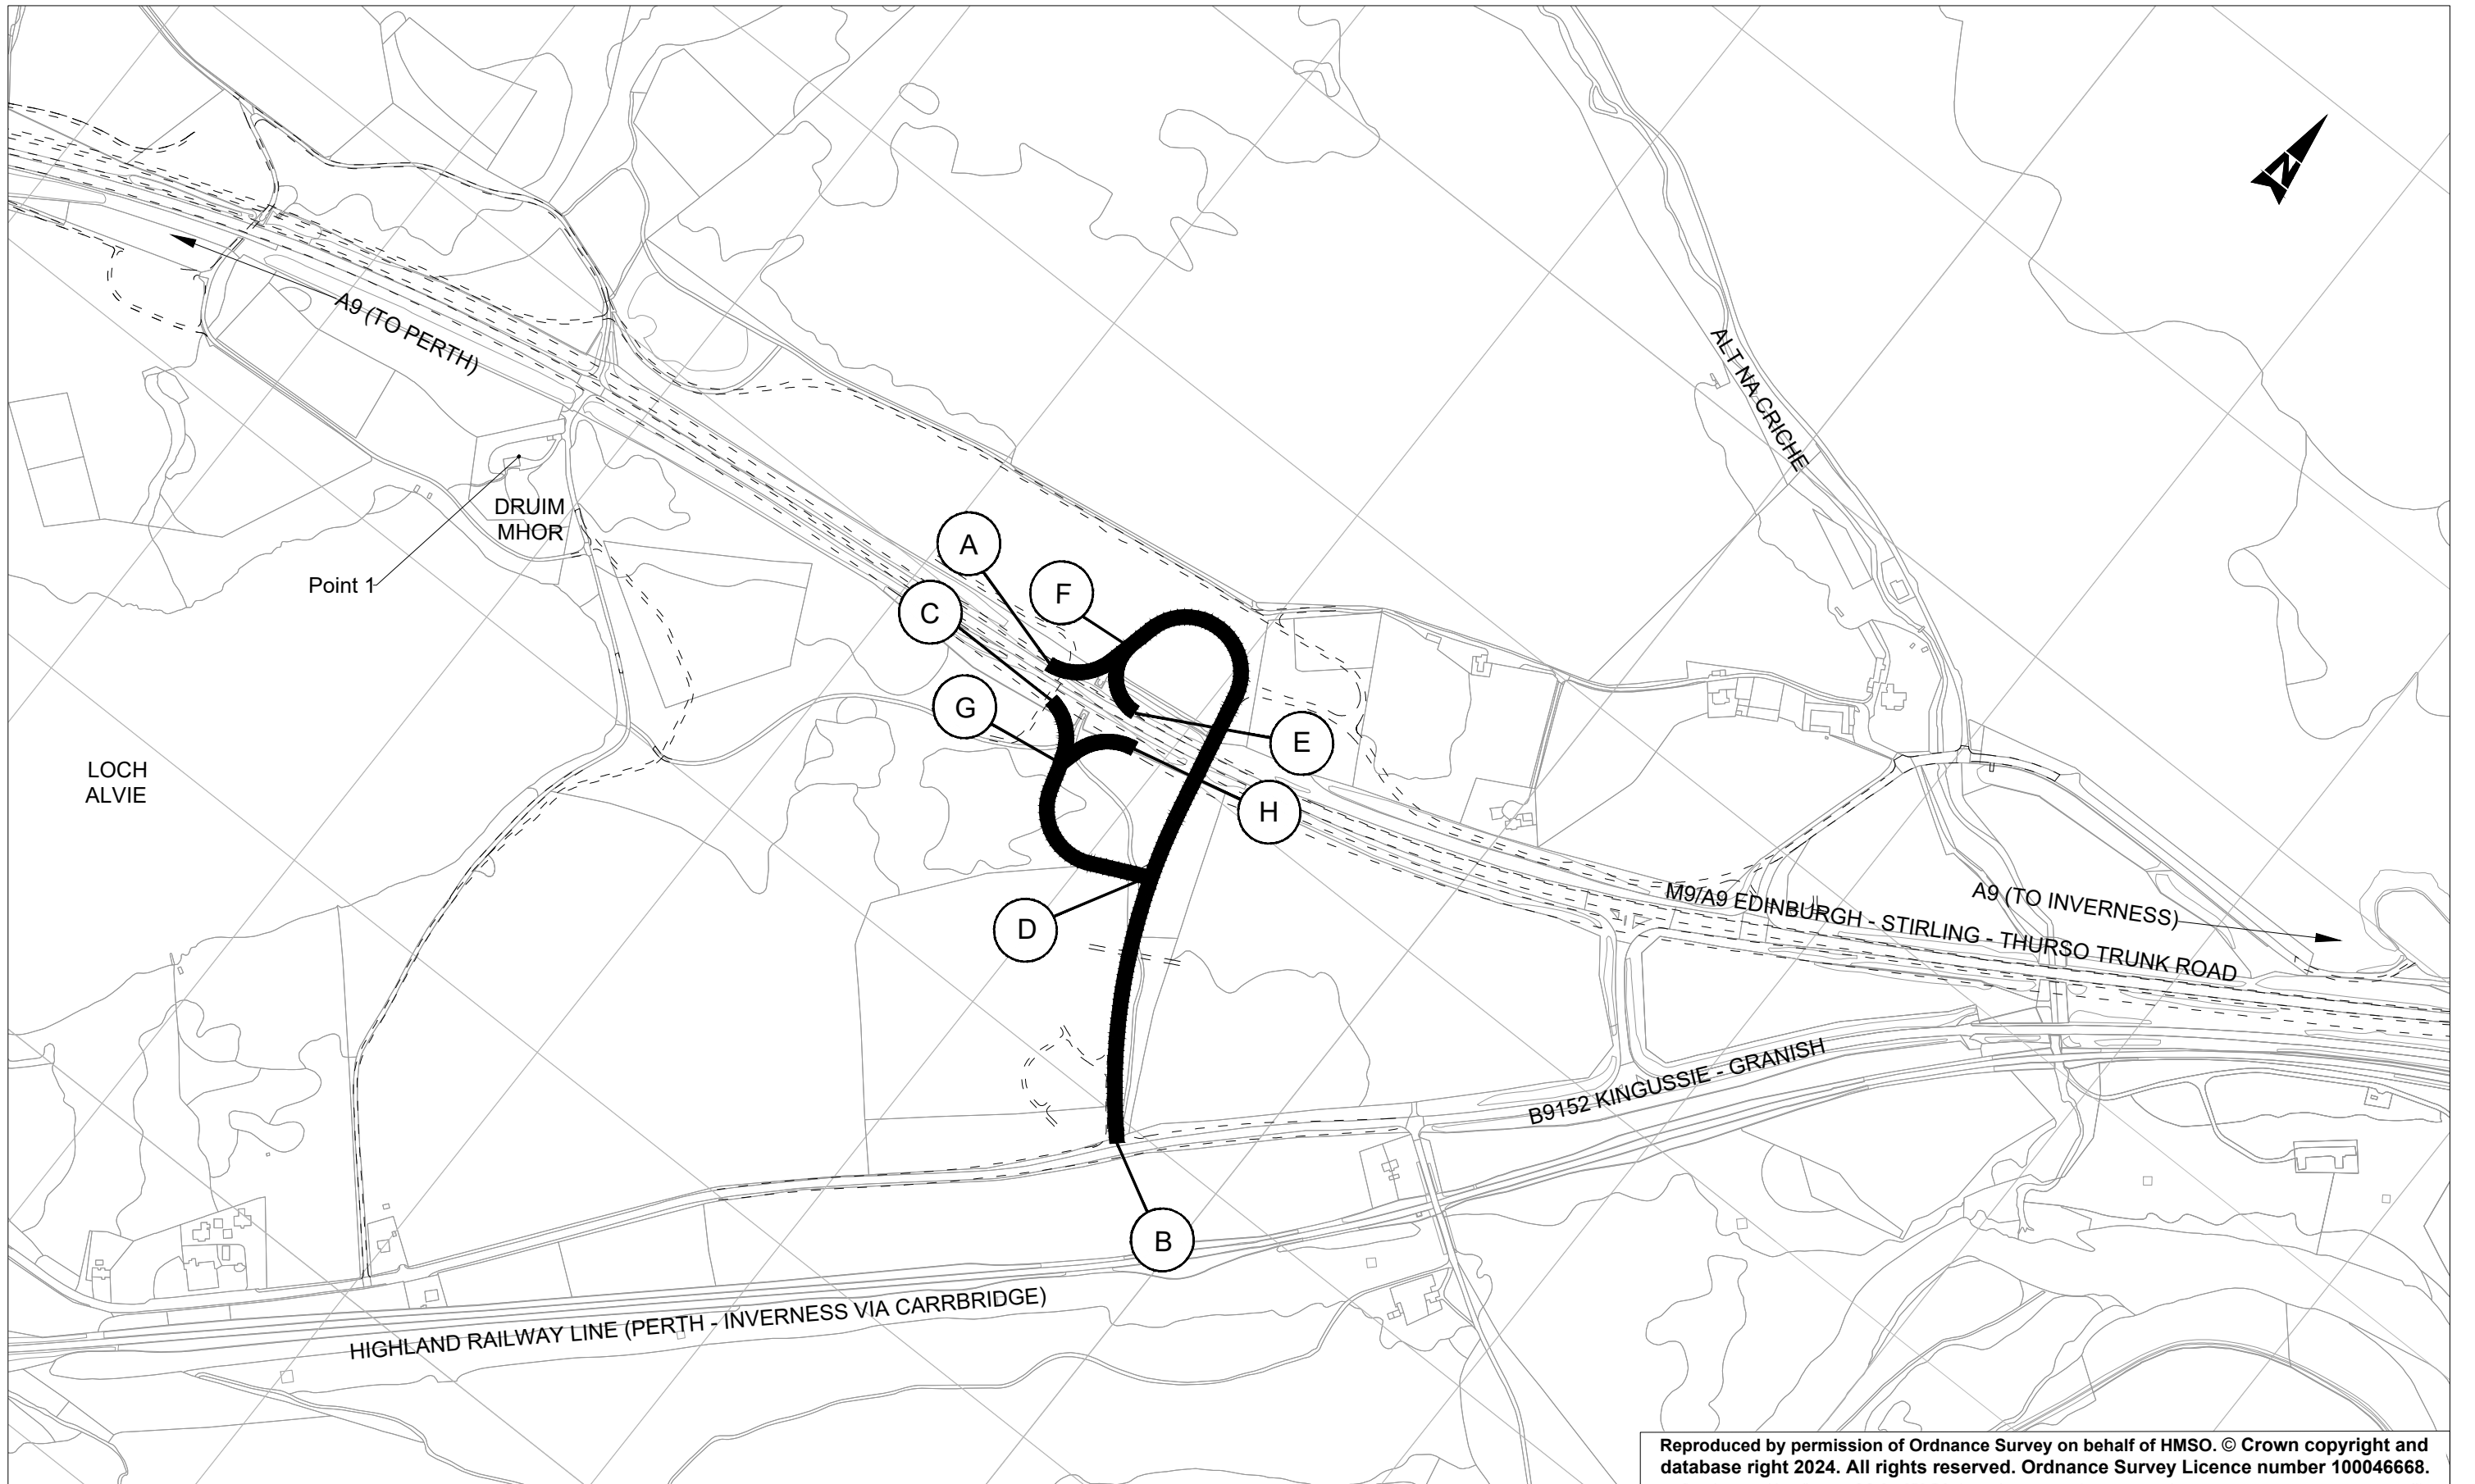 N
A9 (TO PERTH)
ALT NA CRICHE
DRUIM
MHOR
Point 1
A
F
C
G
E
H
D
LOCH
ALVIE
M9/A9 EDINBURGH - STIRLING - THURSO TRUNK ROAD
A9 (TO INVERNESS)
B9152 KINGUSSIE - GRANISH
B
HIGHLAND RAILWAY LINE (PERTH - INVERNESS VIA CARRBRIDGE)
Reproduced by permission of Ordnance Survey on behalf of HMSO. © Crown copyright and
database right 2024. All rights reserved. Ordnance Survey Licence number 100046668.